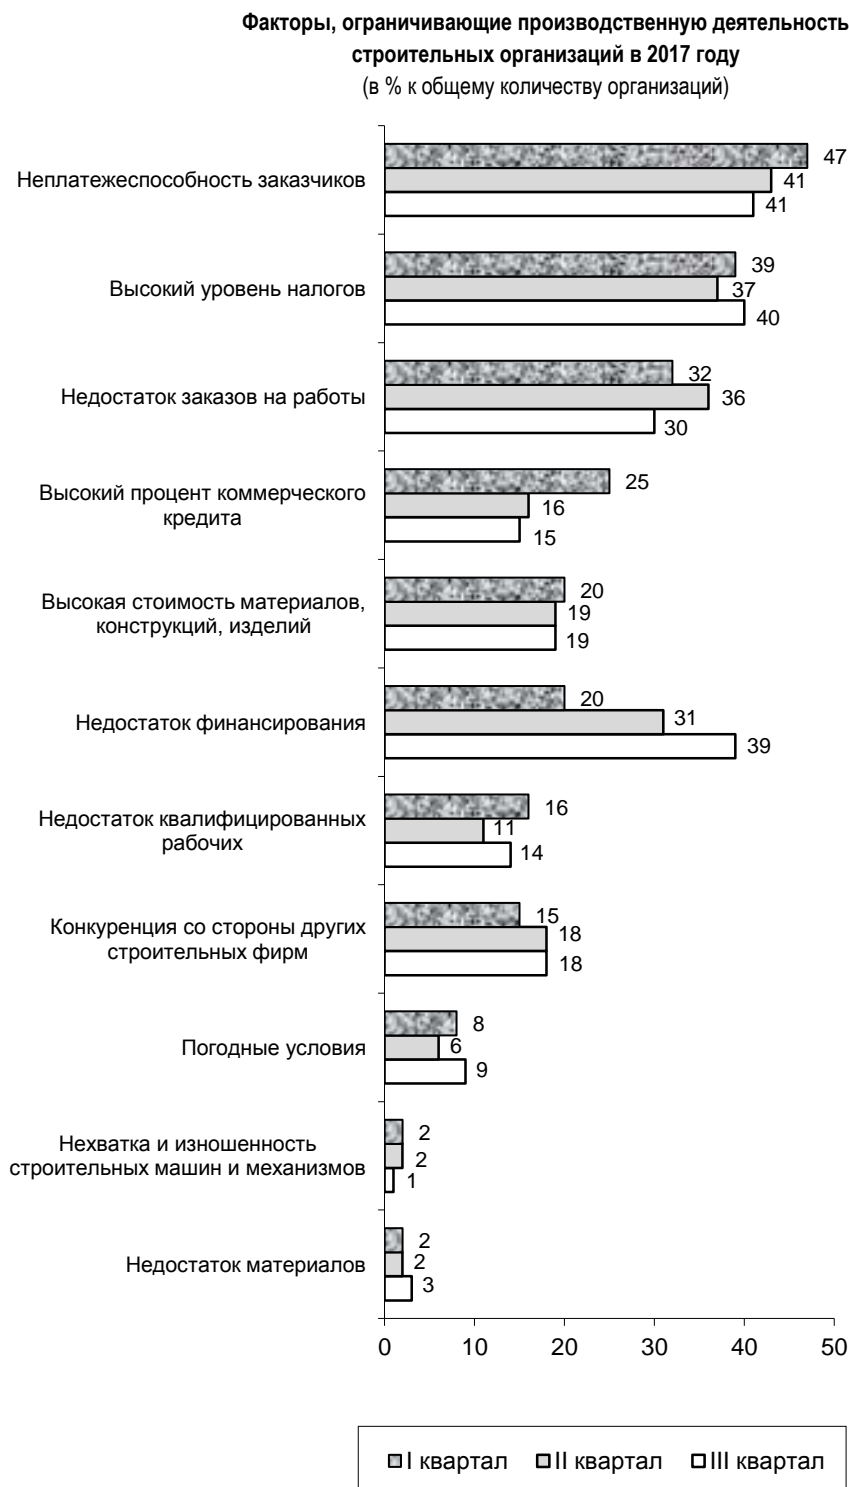 Факторы, ограничивающие производственную деятельность
строительных организаций в 2017 году
(в % к общему количеству организаций)
Неплатежеспособность заказчиков
47
41
41
Высокий уровень налогов
39
37
40
Недостаток заказов на работы
32
36
30
Высокий процент коммерческого
кредита
25
16
15
Высокая стоимость материалов,
конструкций, изделий
20
19
19
Недостаток финансирования
20
31
39
Недостаток квалифицированных
рабочих
16
11
14
Конкуренция со стороны других
строительных фирм
15
18
18
Погодные условия
8
6
9
Нехватка и изношенность
строительных машин и механизмов
2
2
1
Недостаток материалов
2
2
3
0 10 20 30 40 50
I квартал II квартал III квартал